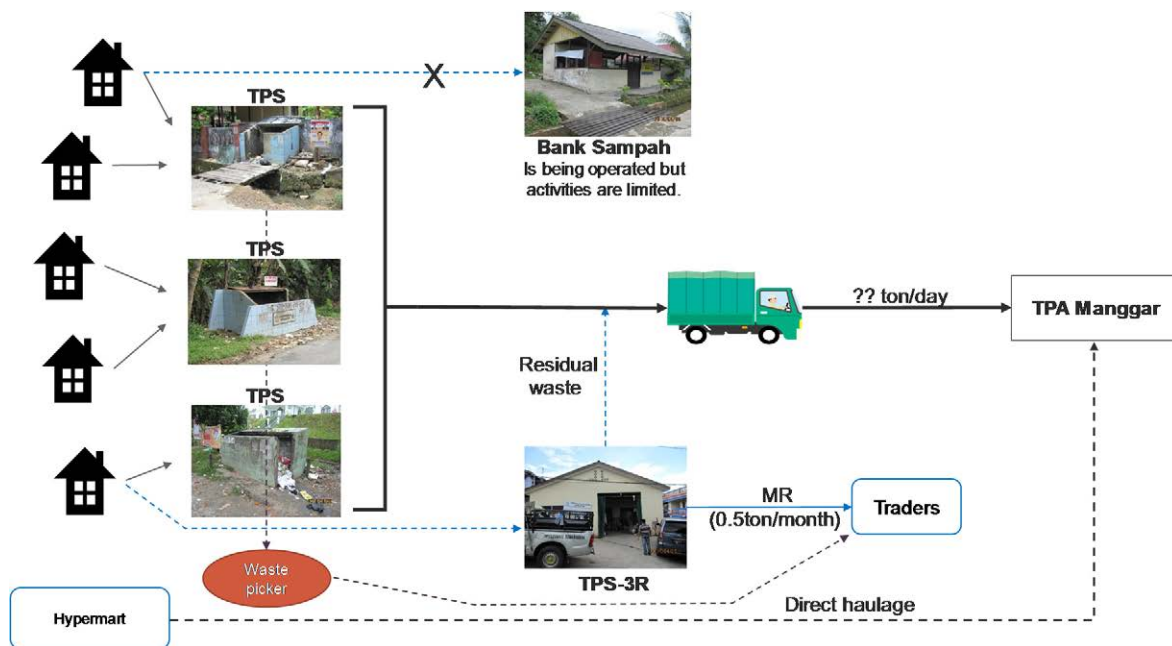 TPS
X
Bank Sampah
Is being operated but
activities are limited.
TPS
?? ton/day
TPA Manggar
Residual
waste
TPS
MR
(0.5ton/month)
Traders
TPS-3R
Waste
picker
Hypermart
Direct haulage